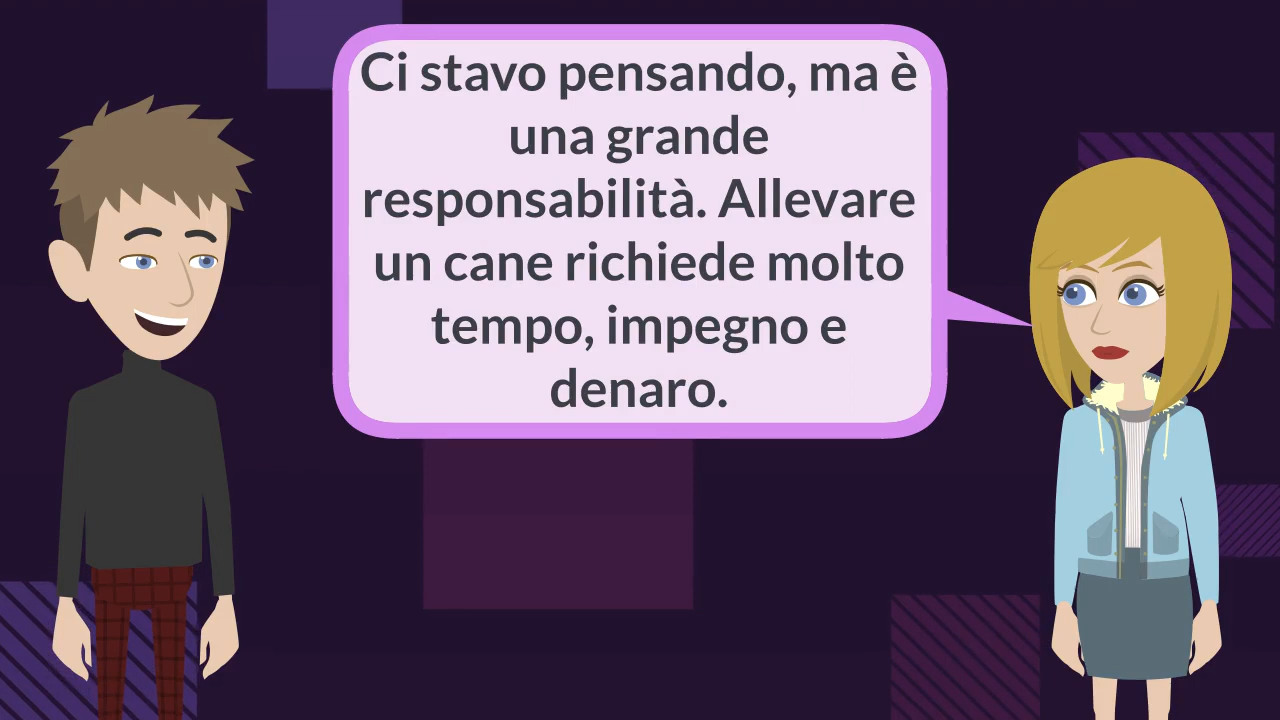 Ci stavo pensando, ma è
una grande
responsabilità. Allevare
un cane richiede molto
tempo, impegno e
denaro.